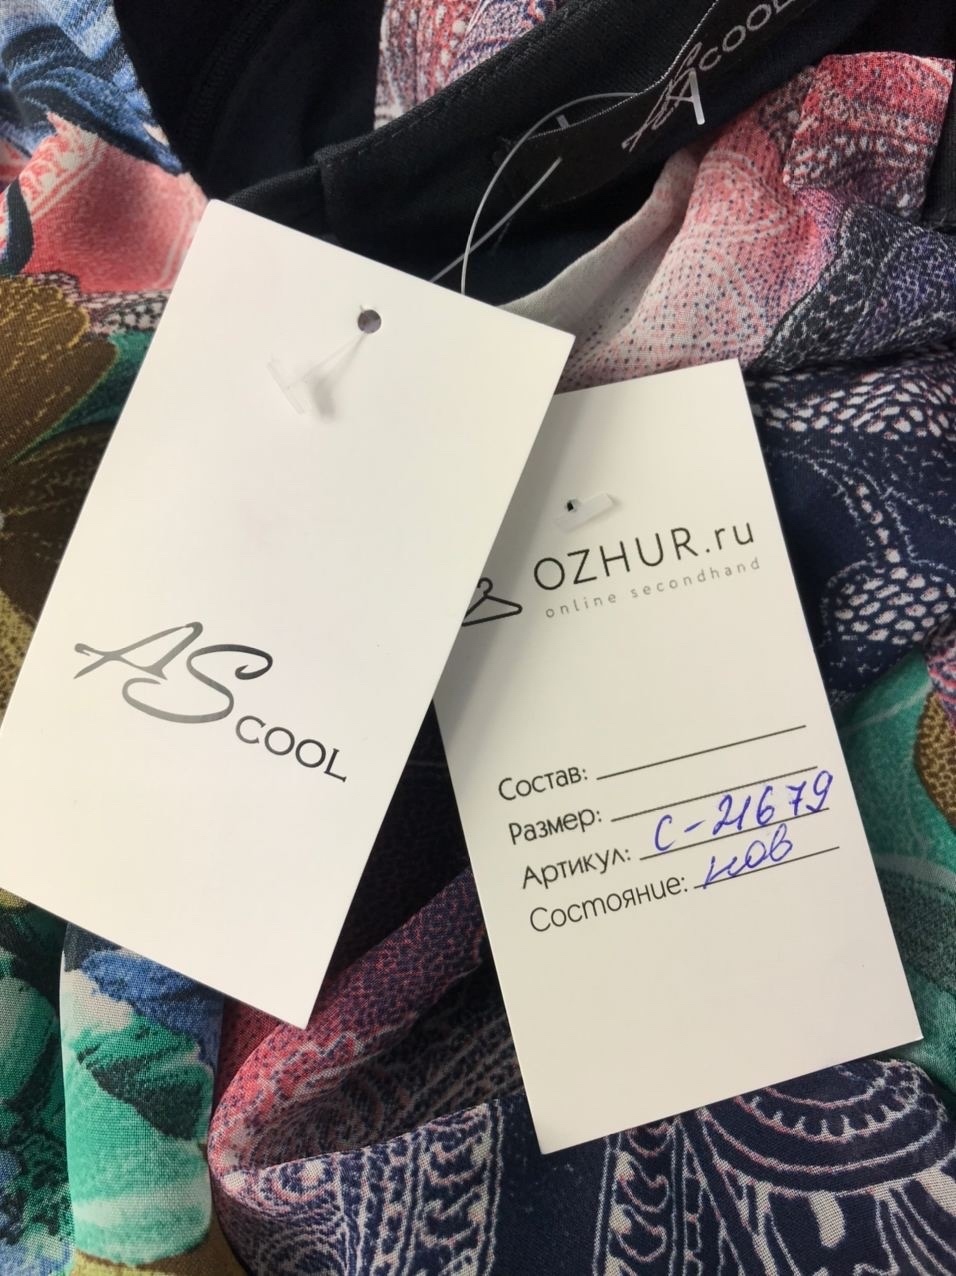 AS COOL
AS COOL
OZHUR.ru
online secondhand
Состав:
Размер:
Артикул: С-21679
Состояние: нов